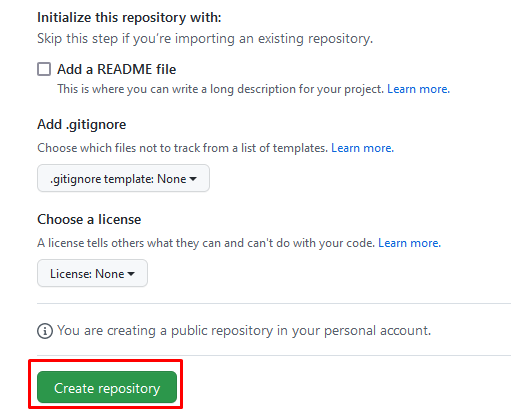 Initialize this repository with:
Skip this step if you're importing an existing repository.
Add a README file
This is where you can write a long description for your project. Learn more.
Add .gitignore
Choose which files not to track from a list of templates. Learn more.
.gitignore template: None
Choose a license
A license tells others what they can and can't do with your code. Learn more.
License: None
You are creating a public repository in your personal account.
Create repository